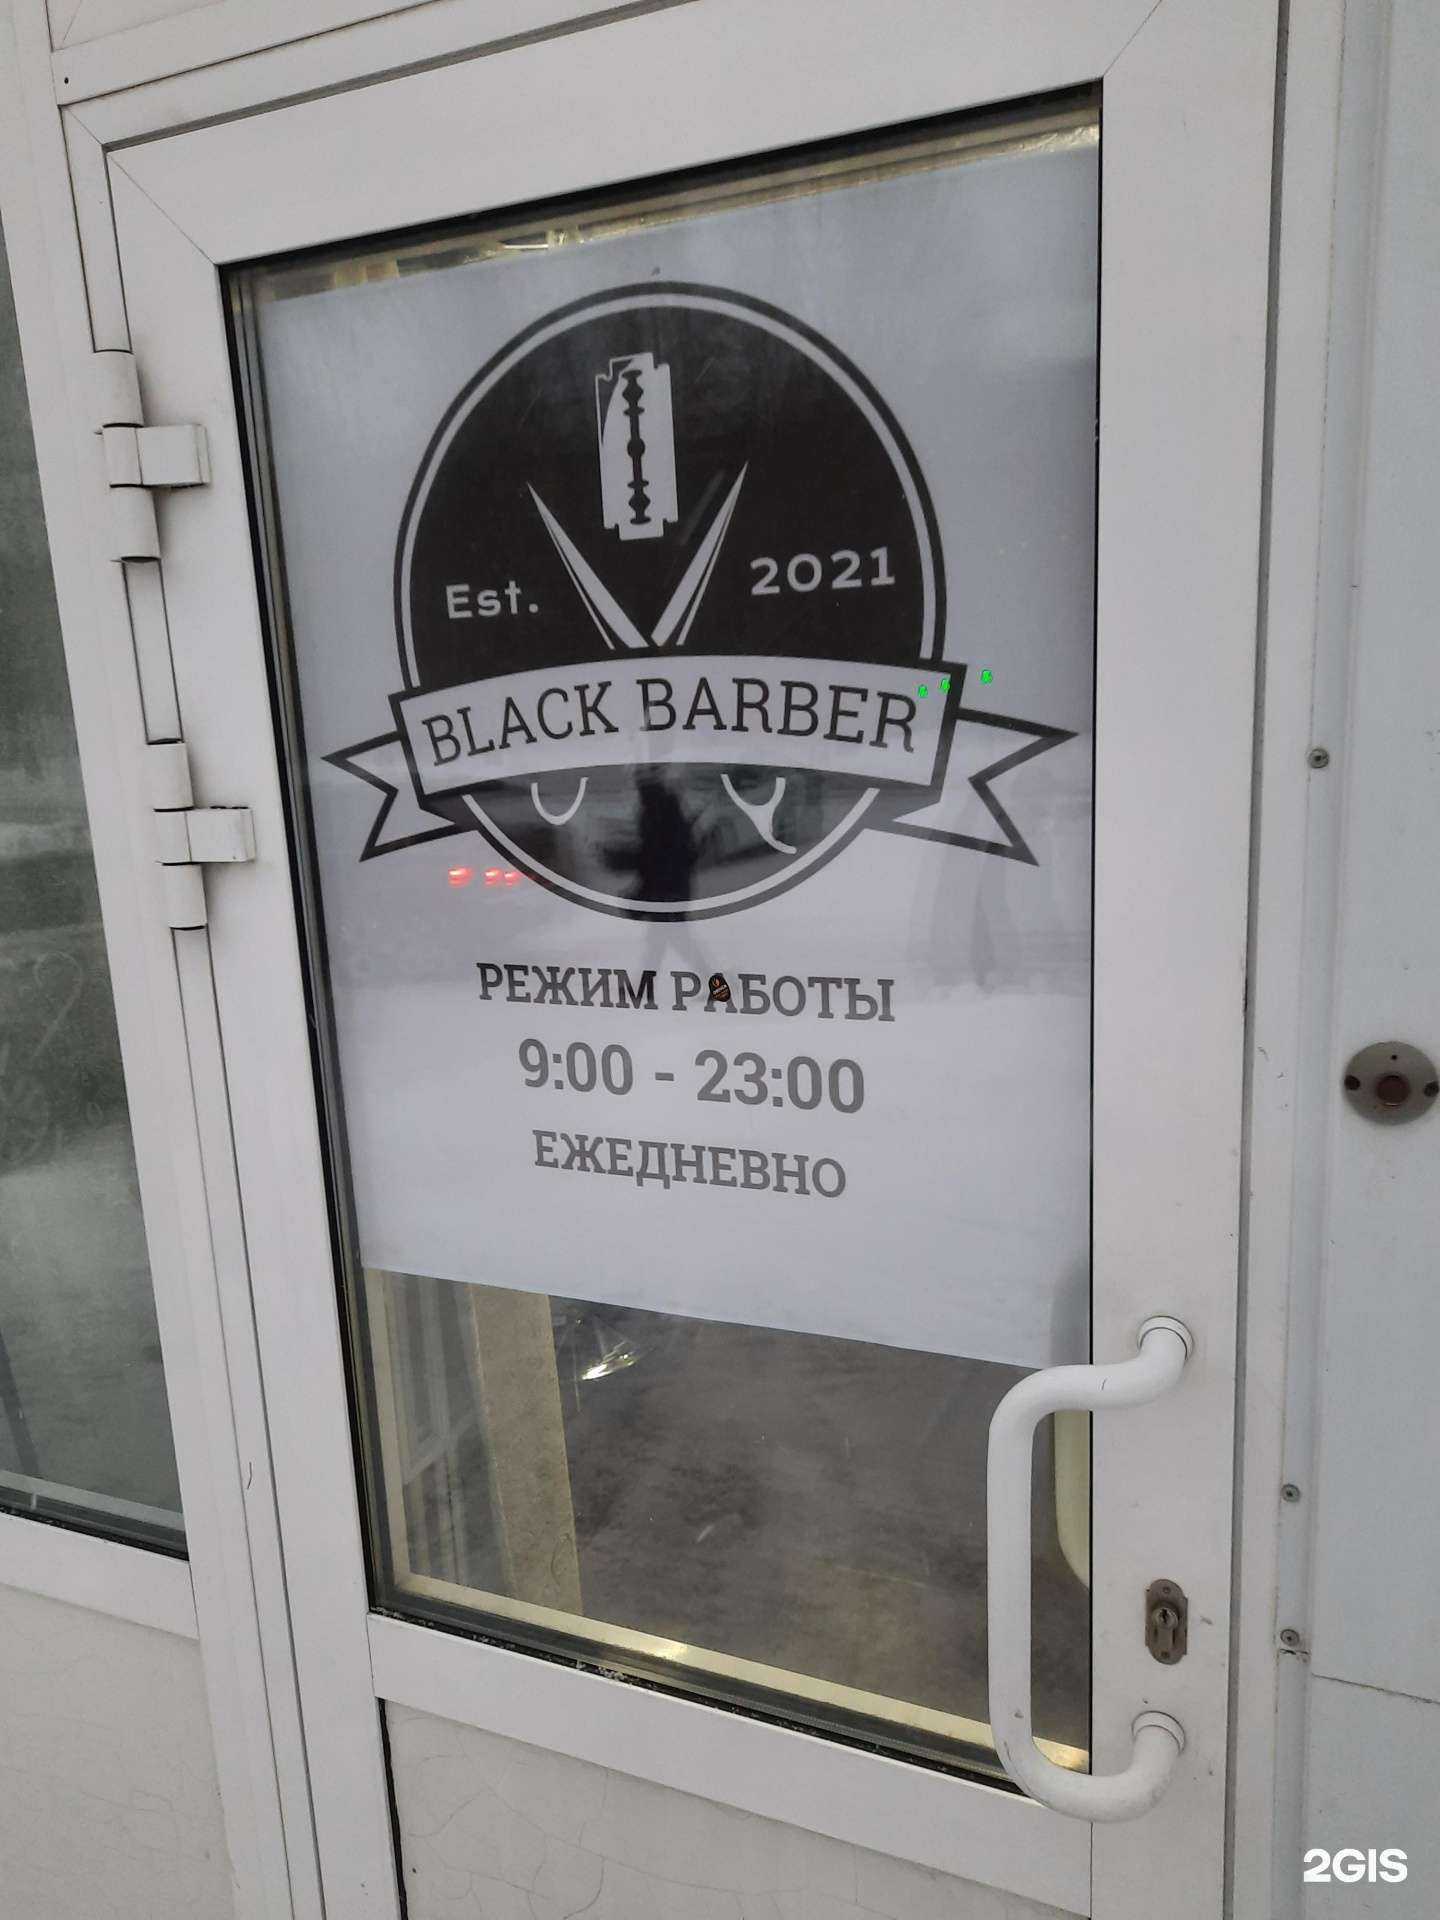 Est. 2021
BLACK BARBER
РЕЖИМ РАБОТЫ
9:00 - 23:00
ЕЖЕДНЕВНО
2GIS